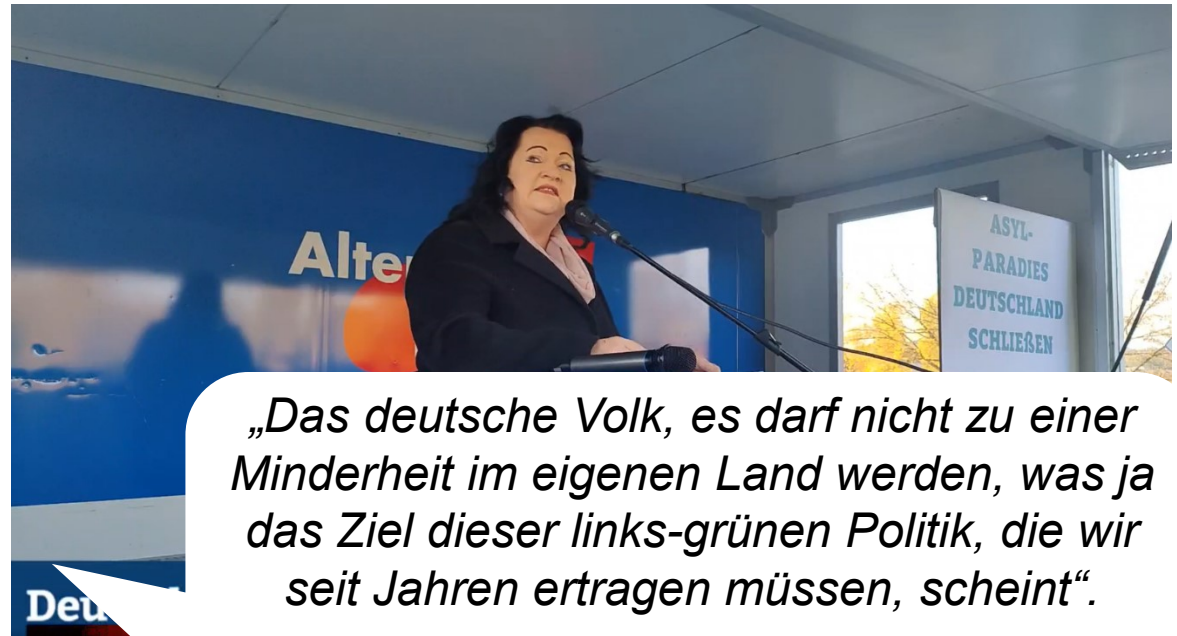 Alte
ASYL-
PARADIES
DEUTSCHLAND
SCHLIEßEN
„Das deutsche Volk, es darf nicht zu einer
Minderheit im eigenen Land werden, was ja
das Ziel dieser links-grünen Politik, die wir
seit Jahren ertragen müssen, scheint“.
Deu